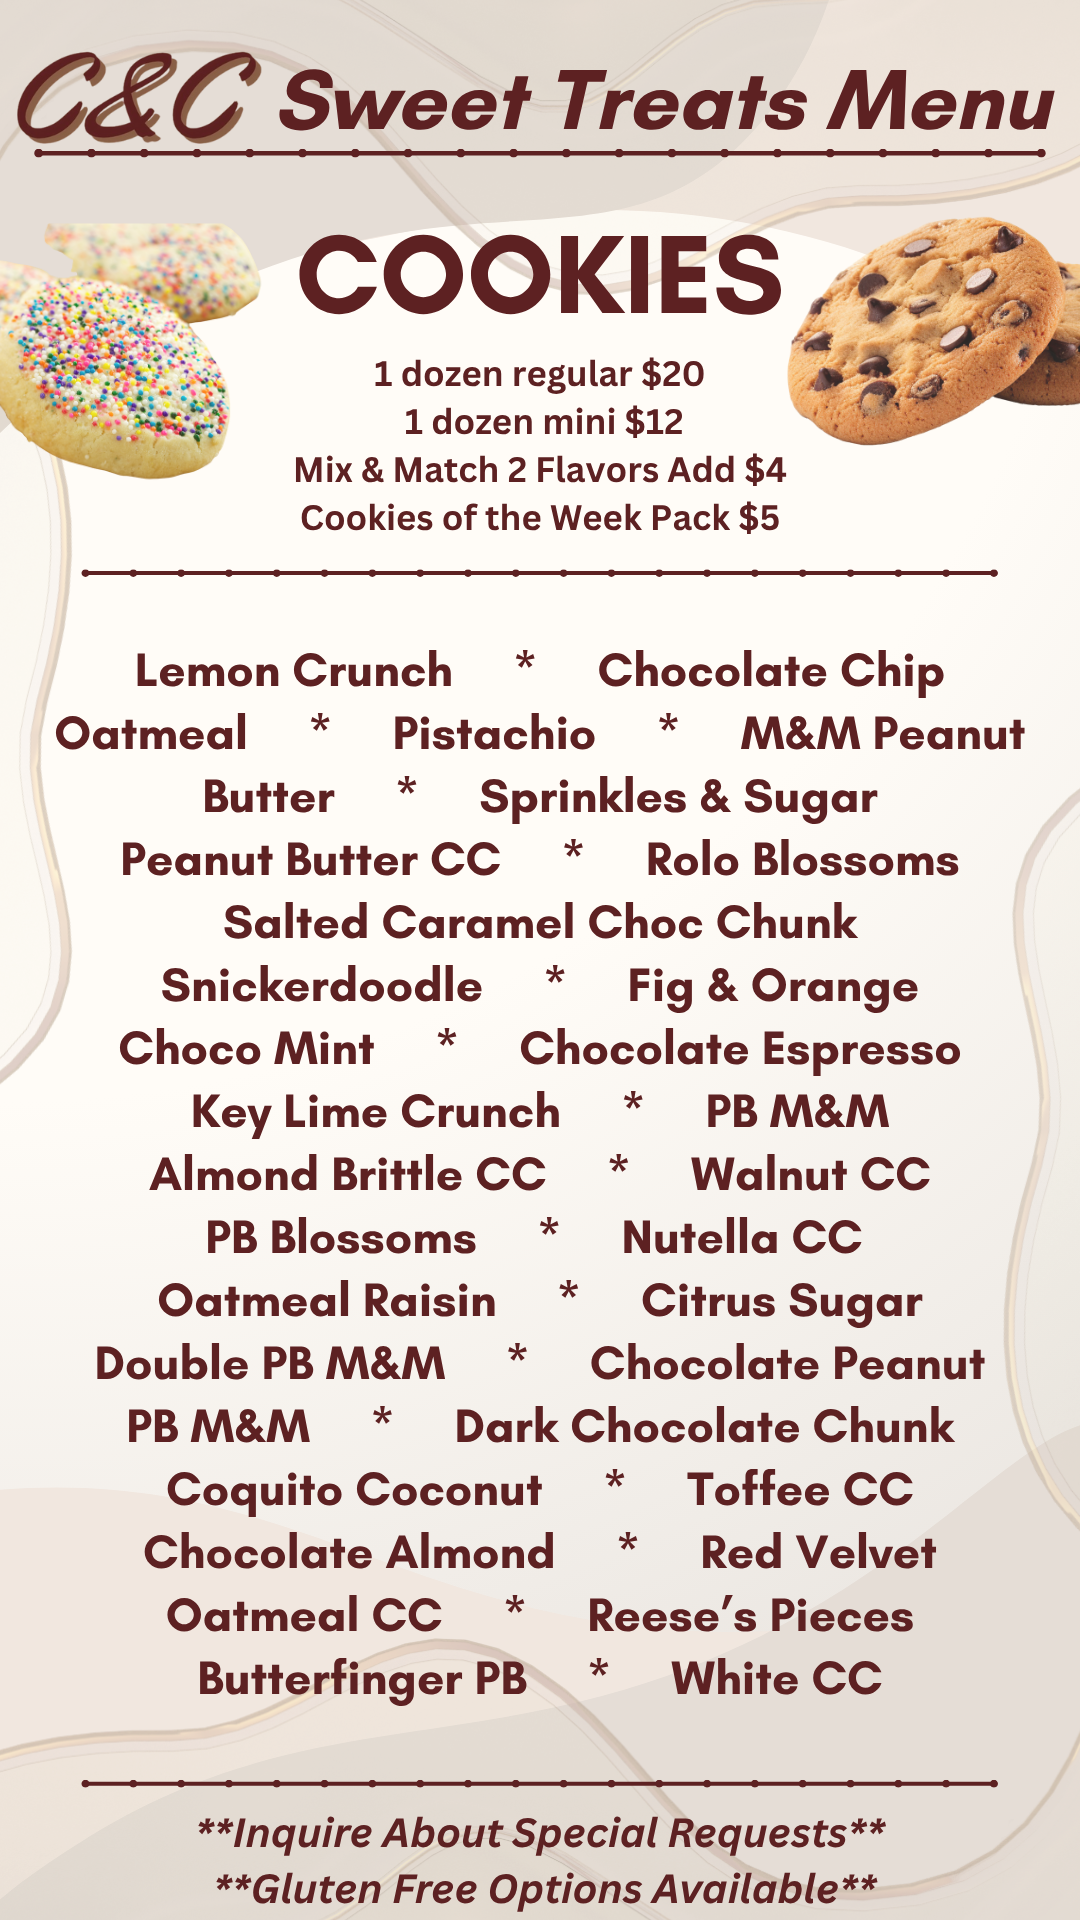 C&C Sweet Treats Menu
COOKIES
1 dozen regular $20
1 dozen mini $12
Mix & Match 2 Flavors Add $4
Cookies of the Week Pack $5
Lemon Crunch * Chocolate Chip
Oatmeal * Pistachio * M&M Peanut
Butter * Sprinkles & Sugar
Peanut Butter CC * Rolo Blossoms
Salted Caramel Choc Chunk
Snickerdoodle * Fig & Orange
Choco Mint * Chocolate Espresso
Key Lime Crunch * PB M&M
Almond Brittle CC * Walnut CC
PB Blossoms * Nutella CC
Oatmeal Raisin * Citrus Sugar
Double PB M&M * Chocolate Peanut
PB M&M * Dark Chocolate Chunk
Coquito Coconut * Toffee CC
Chocolate Almond * Red Velvet
Oatmeal CC * Reese’s Pieces
Butterfinger PB * White CC
**Inquire About Special Requests**
**Gluten Free Options Available**